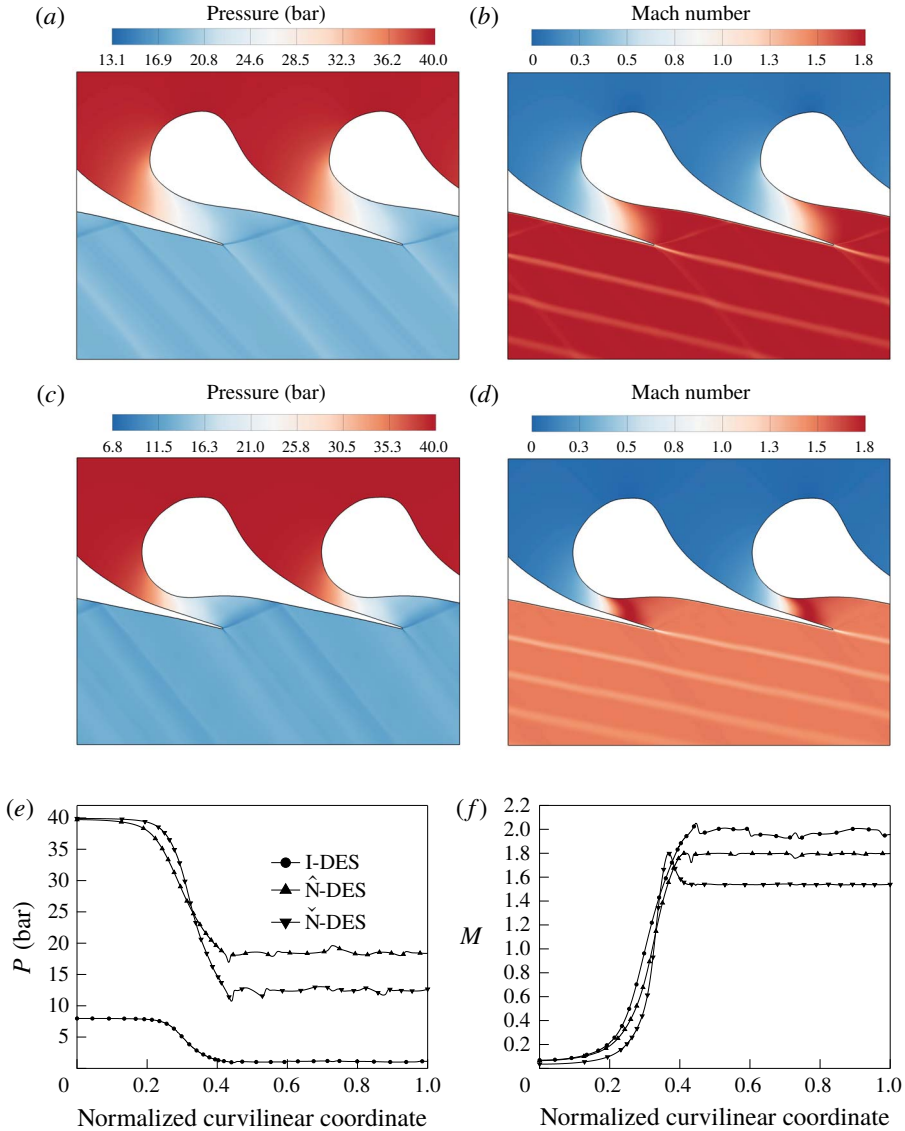 (a) Pressure (bar)
13.1 16.9 20.8 24.6 28.5 32.3 36.2 40.0
(b) Mach number
0 0.3 0.5 0.8 1.0 1.3 1.5 1.8
(c) Pressure (bar)
6.8 11.5 16.3 21.0 25.8 30.5 35.3 40.0
(d) Mach number
0 0.3 0.5 0.8 1.0 1.3 1.5 1.8
(e)
40
35
30
25
20
15
10
5
P (bar)
I-DES
N̂-DES
Ň-DES
0 0.2 0.4 0.6 0.8 1.0
Normalized curvilinear coordinate
(f)
2.2
2.0
1.8
1.6
1.4
1.2
1.0
0.8
0.6
0.4
0.2
M
0 0.2 0.4 0.6 0.8 1.0
Normalized curvilinear coordinate